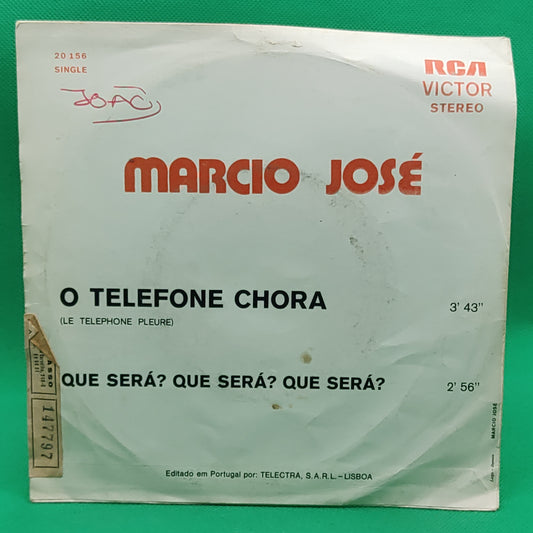 20 156
SINGLE
RCA
VICTOR
STEREO
MARCIO JOSÉ
O TELEFONE CHORA 3' 43"
(LE TELEPHONE PLEURE)
QUE SERÁ? QUE SERÁ? QUE SERÁ? 2' 56"
147797
MARCIO JOSÉ
Editado em Portugal por: TELECTRA, S.A.R.L.–LISBOA